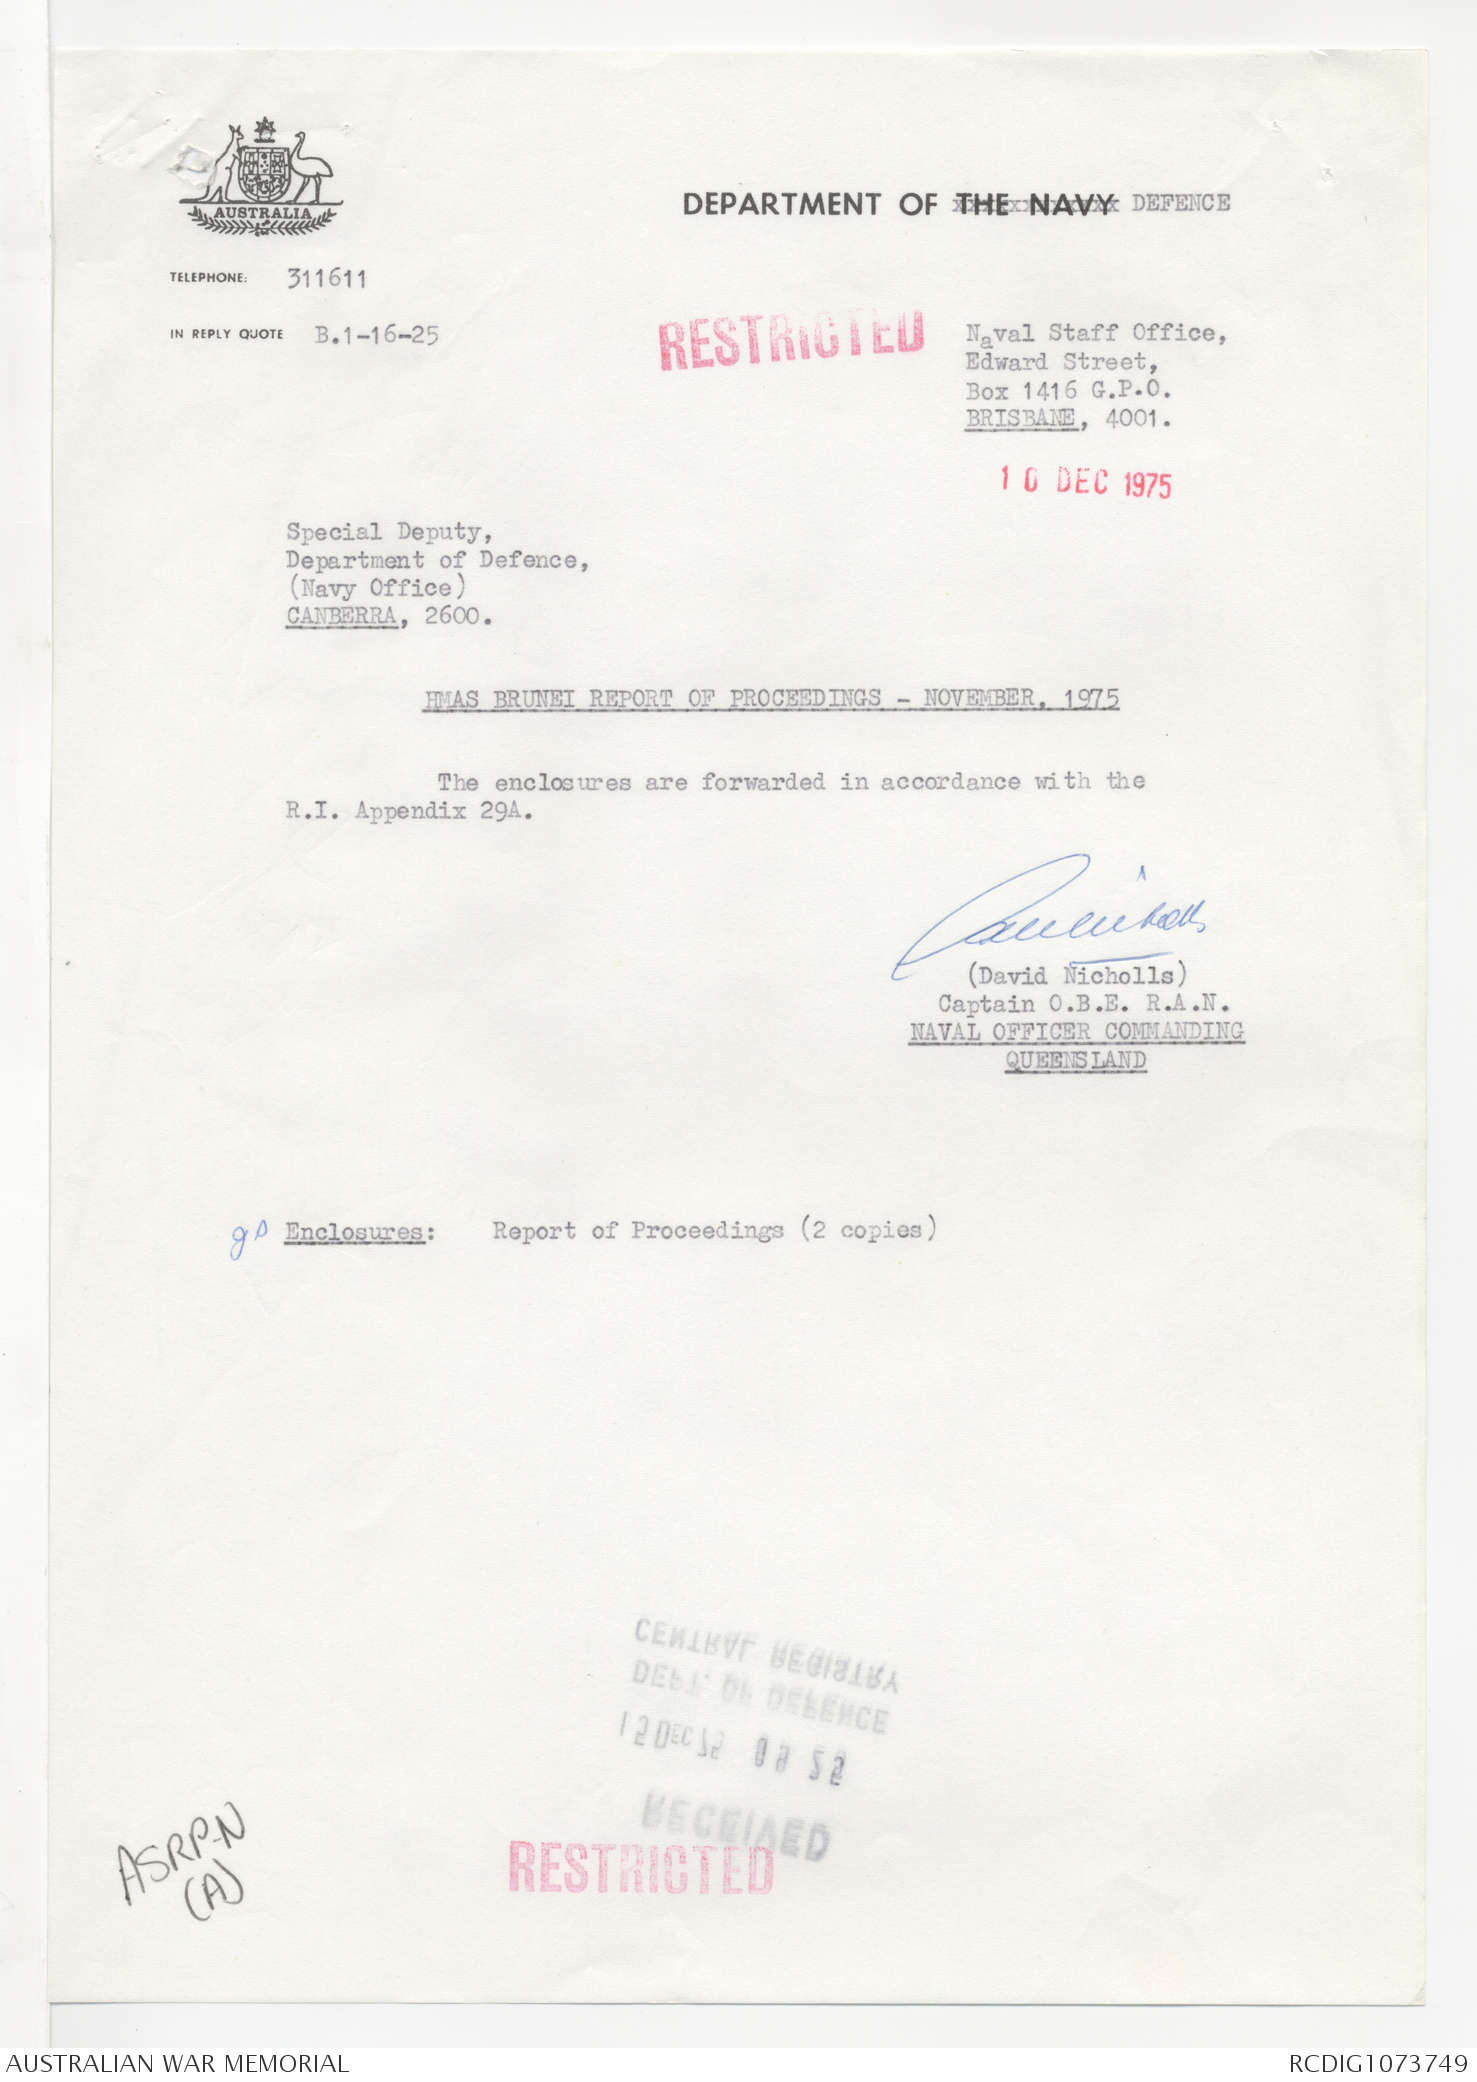 AUSTRALIA
DEPARTMENT OF THE NAVY DEFENCE
TELEPHONE: 311611
IN REPLY QUOTE B.1-16-25
RESTRICTED
Naval Staff Office,
Edward Street,
Box 1416 G.P.O.
BRISBANE, 4001.
10 DEC 1975
Special Deputy,
Department of Defence,
(Navy Office)
CANBERRA, 2600.
HMAS BRUNEI REPORT OF PROCEEDINGS - NOVEMBER, 1975
The enclosures are forwarded in accordance with the
R.I. Appendix 29A.
(David Nicholls)
Captain O.B.E. R.A.N.
NAVAL OFFICER COMMANDING
QUEENSLAND
Enclosures: Report of Proceedings (2 copies)
CENTRAL REGISTRY
DEPT. OF DEFENCE
15 DEC 75
RECEIVED
RESTRICTED
ASRP-N
(A)
AUSTRALIAN WAR MEMORIAL
RCDIG1073749